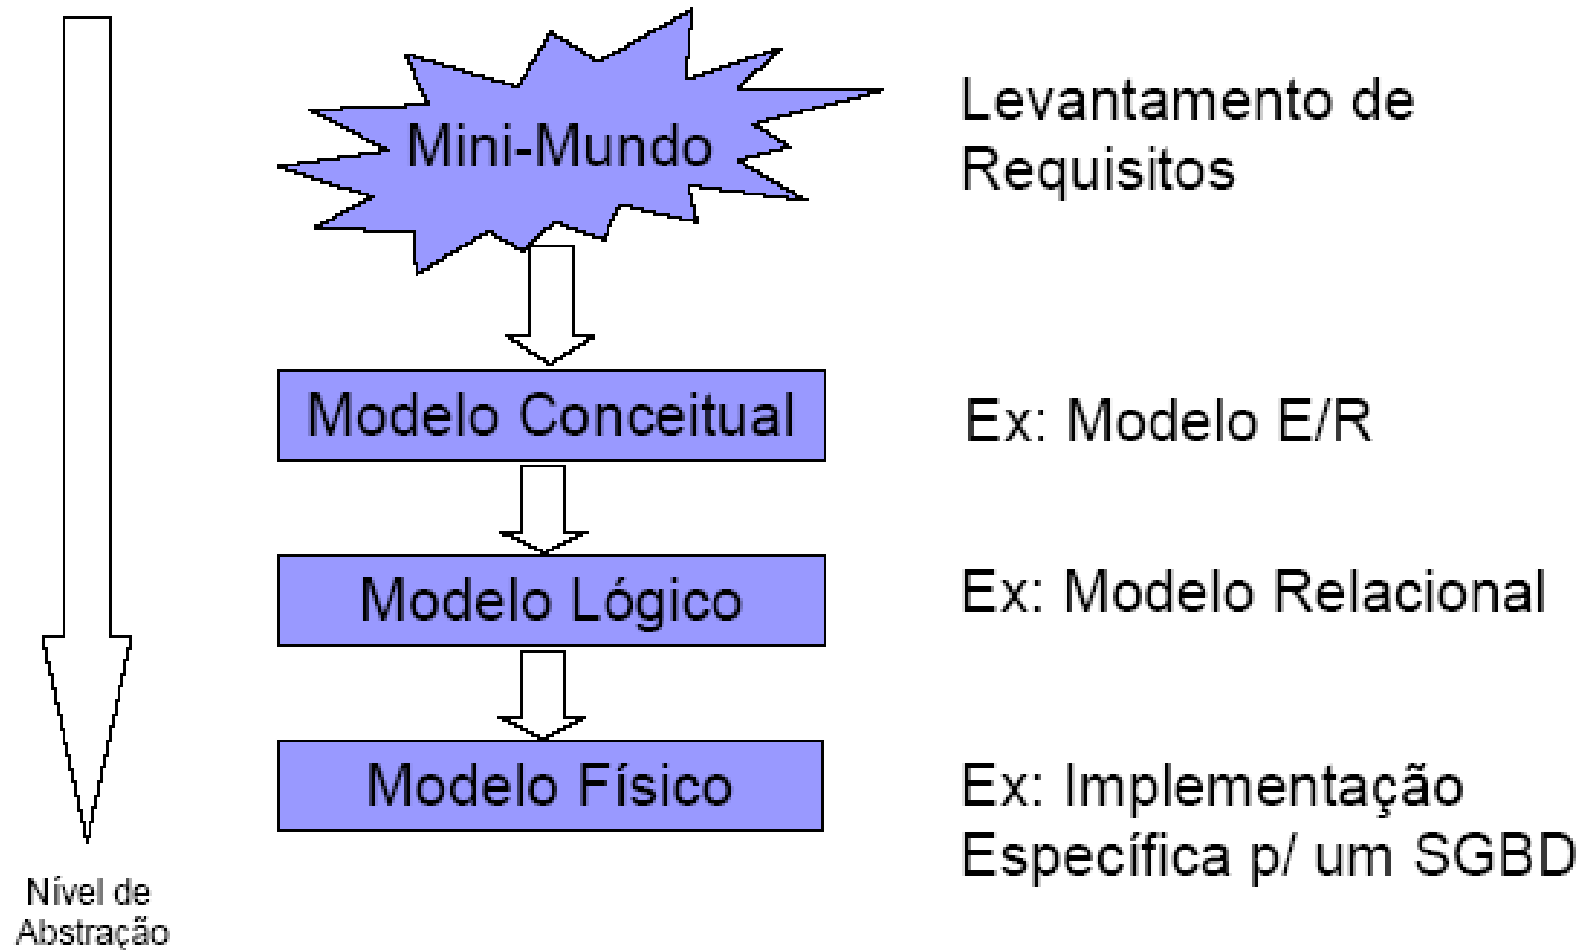 Mini-Mundo
Levantamento de
Requisitos
Modelo Conceitual
Ex: Modelo E/R
Modelo Lógico
Ex: Modelo Relacional
Modelo Físico
Ex: Implementação
Específica p/ um SGBD
Nível de
Abstração